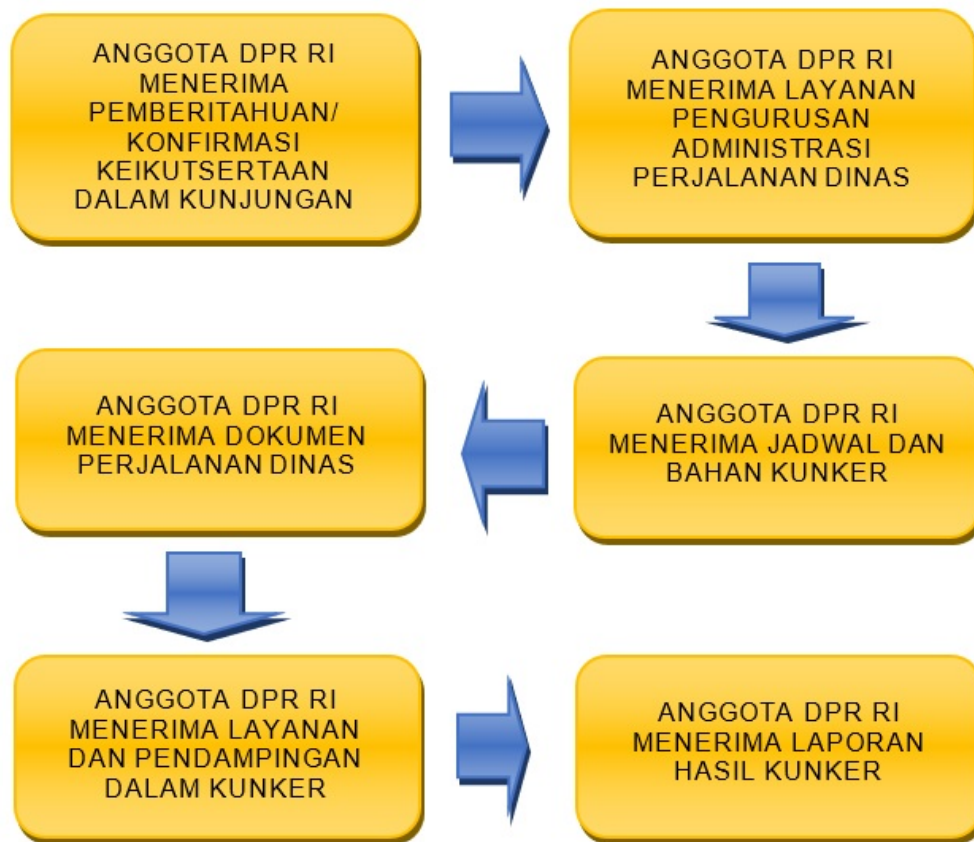 ANGGOTA DPR RI
MENERIMA
PEMBERITAHUAN/
KONFIRMASI
KEIKUTSERTAAN
DALAM KUNJUNGAN
ANGGOTA DPR RI
MENERIMA LAYANAN
PENGURUSAN
ADMINISTRASI
PERJALANAN DINAS
ANGGOTA DPR RI
MENERIMA JADWAL DAN
BAHAN KUNKER
ANGGOTA DPR RI
MENERIMA DOKUMEN
PERJALANAN DINAS
ANGGOTA DPR RI
MENERIMA LAYANAN
DAN PENDAMPINGAN
DALAM KUNKER
ANGGOTA DPR RI
MENERIMA LAPORAN
HASIL KUNKER